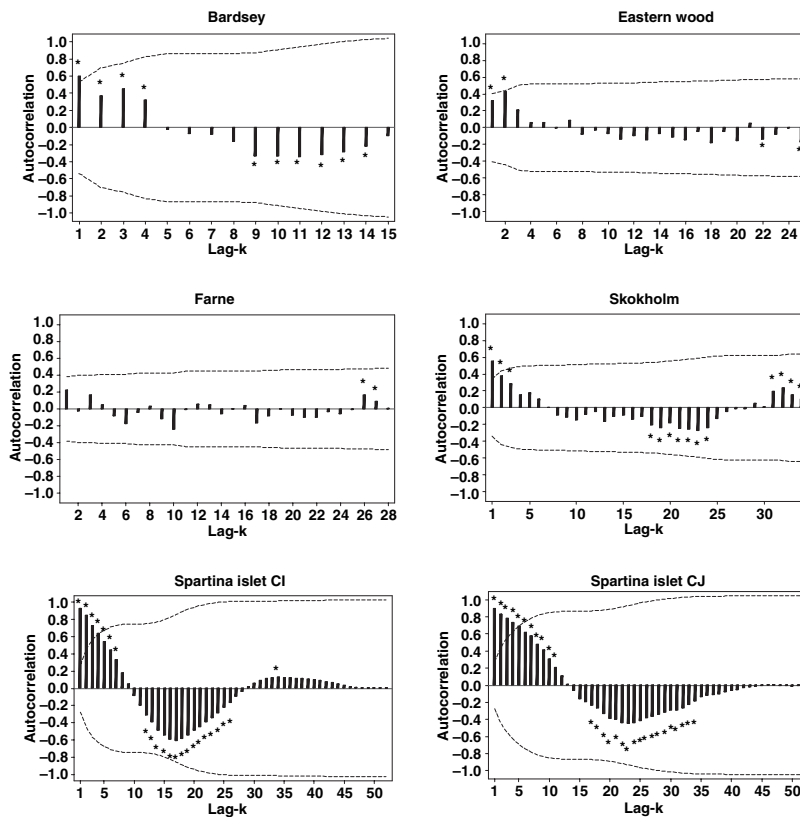 Bardsey
Autocorrelation
1.0
0.8
0.6
0.4
0.2
0.0
–0.2
–0.4
–0.6
–0.8
–1.0
1 2 3 4 5 6 7 8 9 10 11 12 13 14 15
Lag-k
Eastern wood
Autocorrelation
1.0
0.8
0.6
0.4
0.2
0.0
–0.2
–0.4
–0.6
–0.8
–1.0
2 4 6 8 10 12 14 16 18 20 22 24
Lag-k
Farne
Autocorrelation
1.0
0.8
0.6
0.4
0.2
0.0
–0.2
–0.4
–0.6
–0.8
–1.0
2 4 6 8 10 12 14 16 18 20 22 24 26 28
Lag-k
Skokholm
Autocorrelation
1.0
0.8
0.6
0.4
0.2
0.0
–0.2
–0.4
–0.6
–0.8
–1.0
1 5 10 15 20 25 30
Lag-k
Spartina islet CI
Autocorrelation
1.0
0.8
0.6
0.4
0.2
0.0
–0.2
–0.4
–0.6
–0.8
–1.0
1 5 10 15 20 25 30 35 40 45 50
Lag-k
Spartina islet CJ
Autocorrelation
1.0
0.8
0.6
0.4
0.2
0.0
–0.2
–0.4
–0.6
–0.8
–1.0
1 5 10 15 20 25 30 35 40 45 50
Lag-k